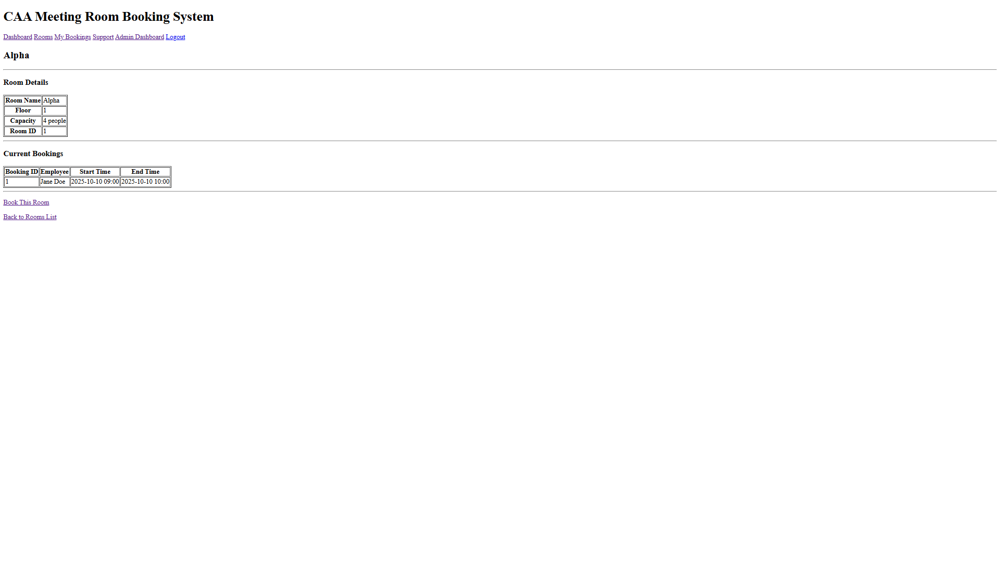 CAA Meeting Room Booking System
Dashboard Rooms My Bookings Support Admin Dashboard Logout
Alpha
Room Details
Room Name Alpha
Floor 1
Capacity 4 people
Room ID 1
Current Bookings
Booking ID Employee Start Time End Time
1 Jane Doe 2025-10-10 09:00 2025-10-10 10:00
Book This Room
Back to Rooms List